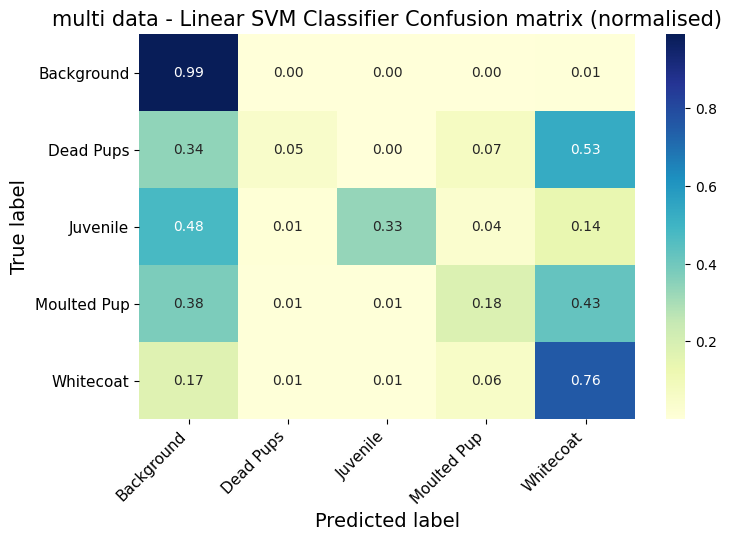 multi data - Linear SVM Classifier Confusion matrix (normalised)
True label
Background 0.99 0.00 0.00 0.00 0.01
Dead Pups 0.34 0.05 0.00 0.07 0.53
Juvenile 0.48 0.01 0.33 0.04 0.14
Moulted Pup 0.38 0.01 0.01 0.18 0.43
Whitecoat 0.17 0.01 0.01 0.06 0.76
Background Dead Pups Juvenile Moulted Pup Whitecoat
Predicted label
0.8
0.6
0.4
0.2